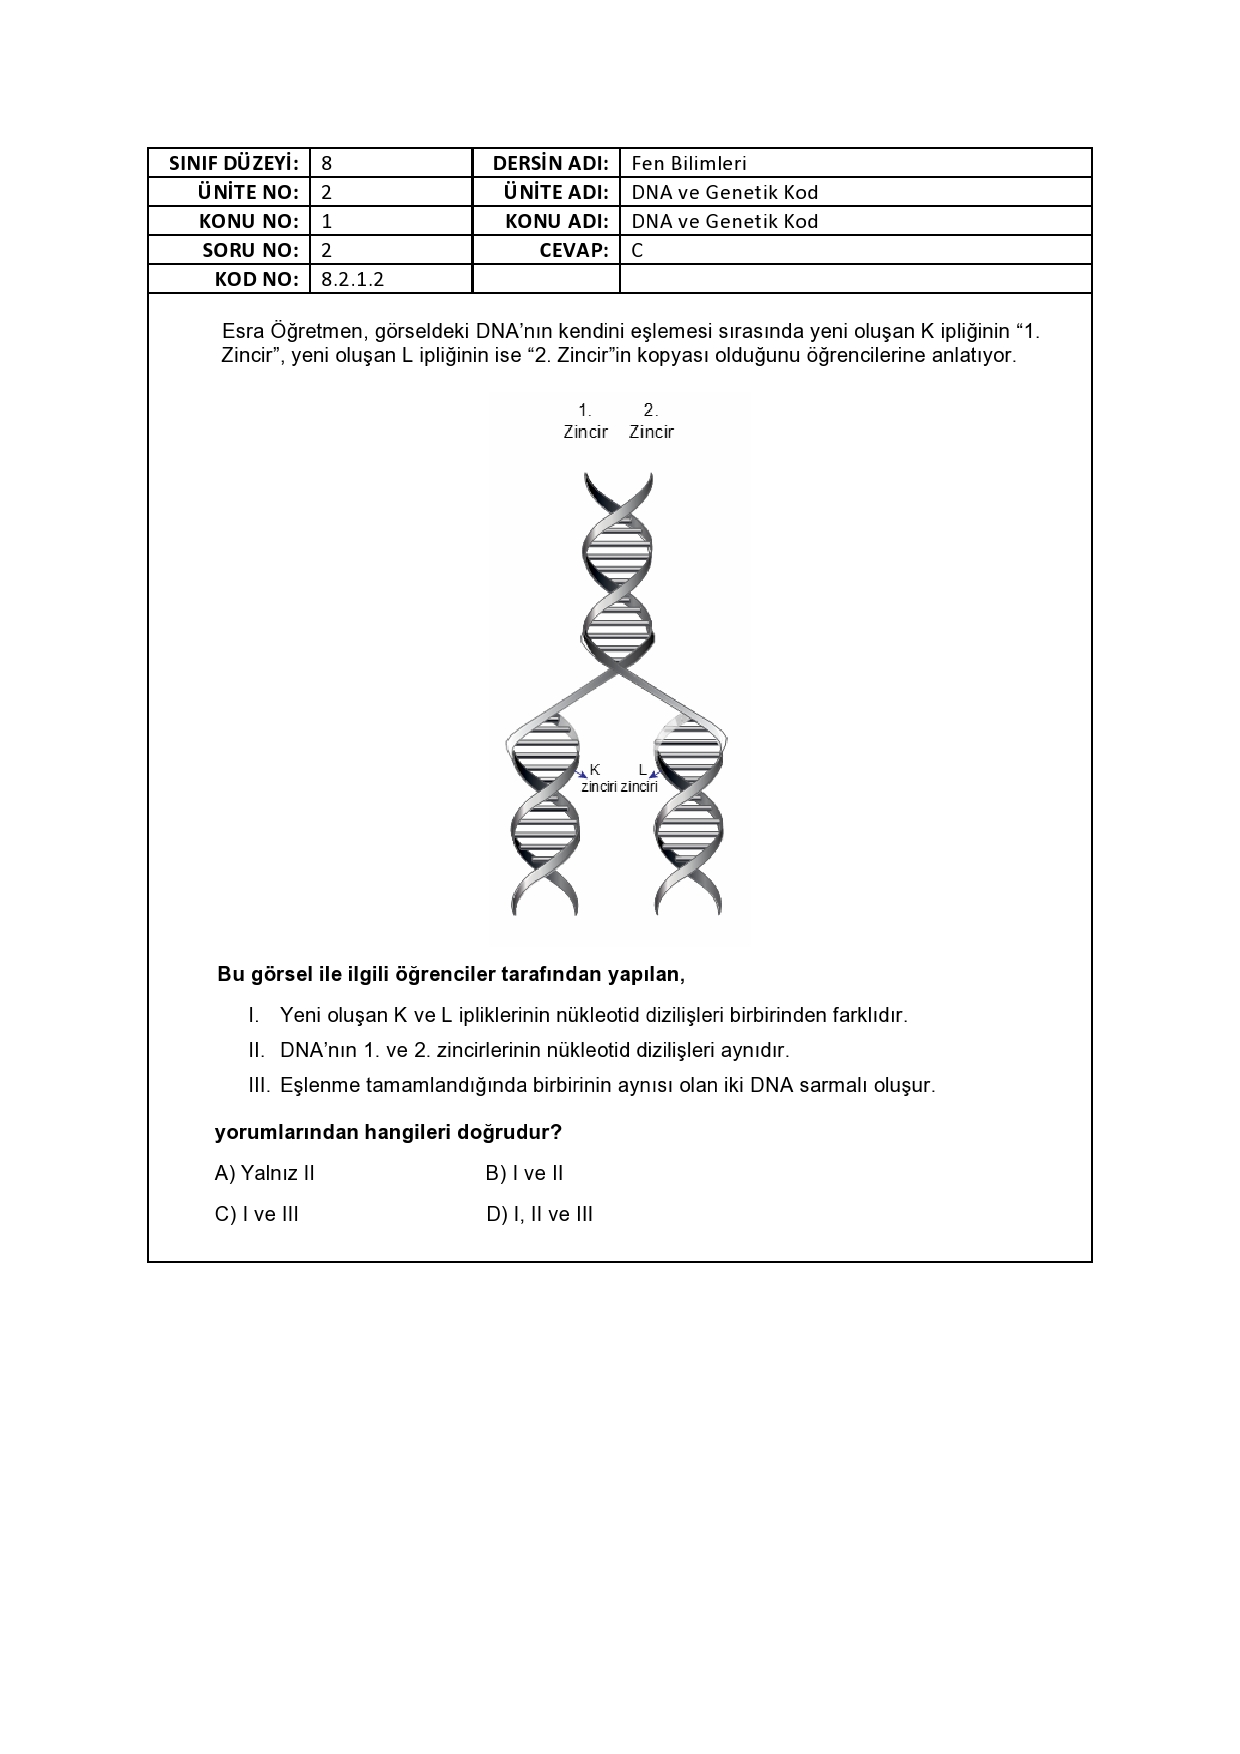 SINIF DÜZEYİ: 8 DERSİN ADI: Fen Bilimleri
ÜNİTE NO: 2 ÜNİTE ADI: DNA ve Genetik Kod
KONU NO: 1 KONU ADI: DNA ve Genetik Kod
SORU NO: 2 CEVAP: C
KOD NO: 8.2.1.2
Esra Öğretmen, görseldeki DNA’nın kendini eşlemesi sırasında yeni oluşan K ipliğinin “1.
Zincir”, yeni oluşan L ipliğinin ise “2. Zincir”in kopyası olduğunu öğrencilerine anlatıyor.
1. 2.
Zincir Zincir
K L
zinciri zinciri
Bu görsel ile ilgili öğrenciler tarafından yapılan,
I. Yeni oluşan K ve L ipliklerinin nükleotid dizilişleri birbirinden farklıdır.
II. DNA’nın 1. ve 2. zincirlerinin nükleotid dizilişleri aynıdır.
III. Eşlenme tamamlandığında birbirinin aynısı olan iki DNA sarmalı oluşur.
yorumlarından hangileri doğrudur?
A) Yalnız II B) I ve II
C) I ve III D) I, II ve III